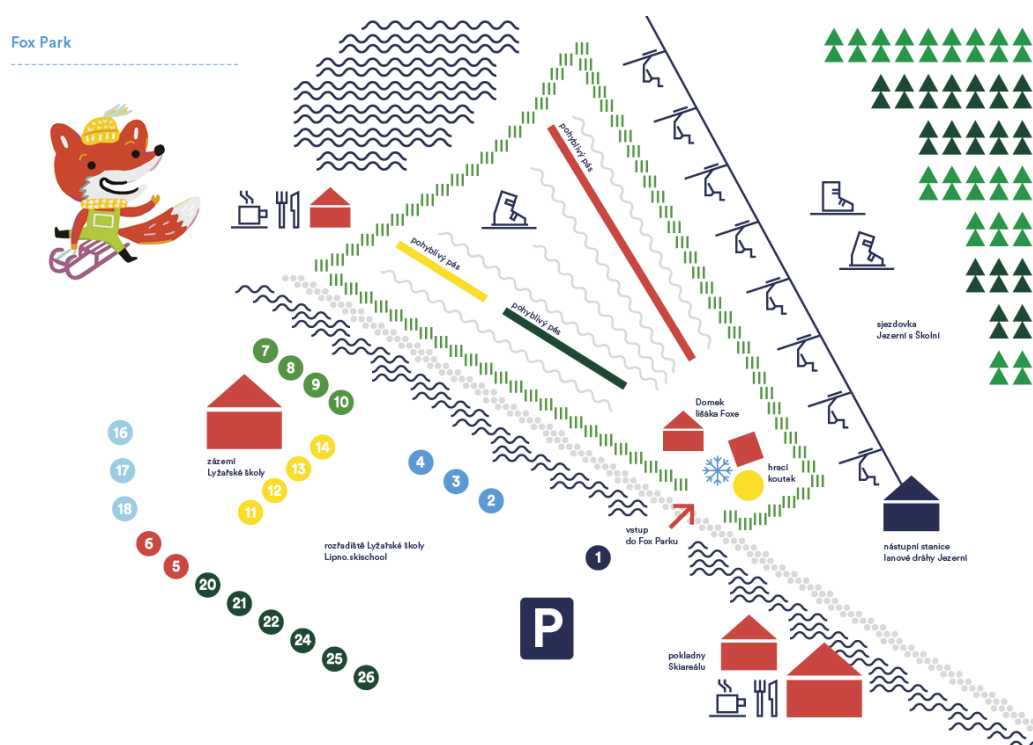 Fox Park
pohyblivý pás
pohyblivý pás
pohyblivý pás
sjezdovka
Jezerní s Školní
7
8
9
10
Domek
lišáka Foxe
16
17
18
zázemí
Lyžařské školy
14
13
12
11
4
3
2
hrací
koutek
vstup
do Fox Parku
nástupní stanice
lanové dráhy Jezerní
6
5
20
21
22
24
25
26
rozřadiště Lyžařské školy
Lipno.skischool
1
P
pokladny
Skiareálu